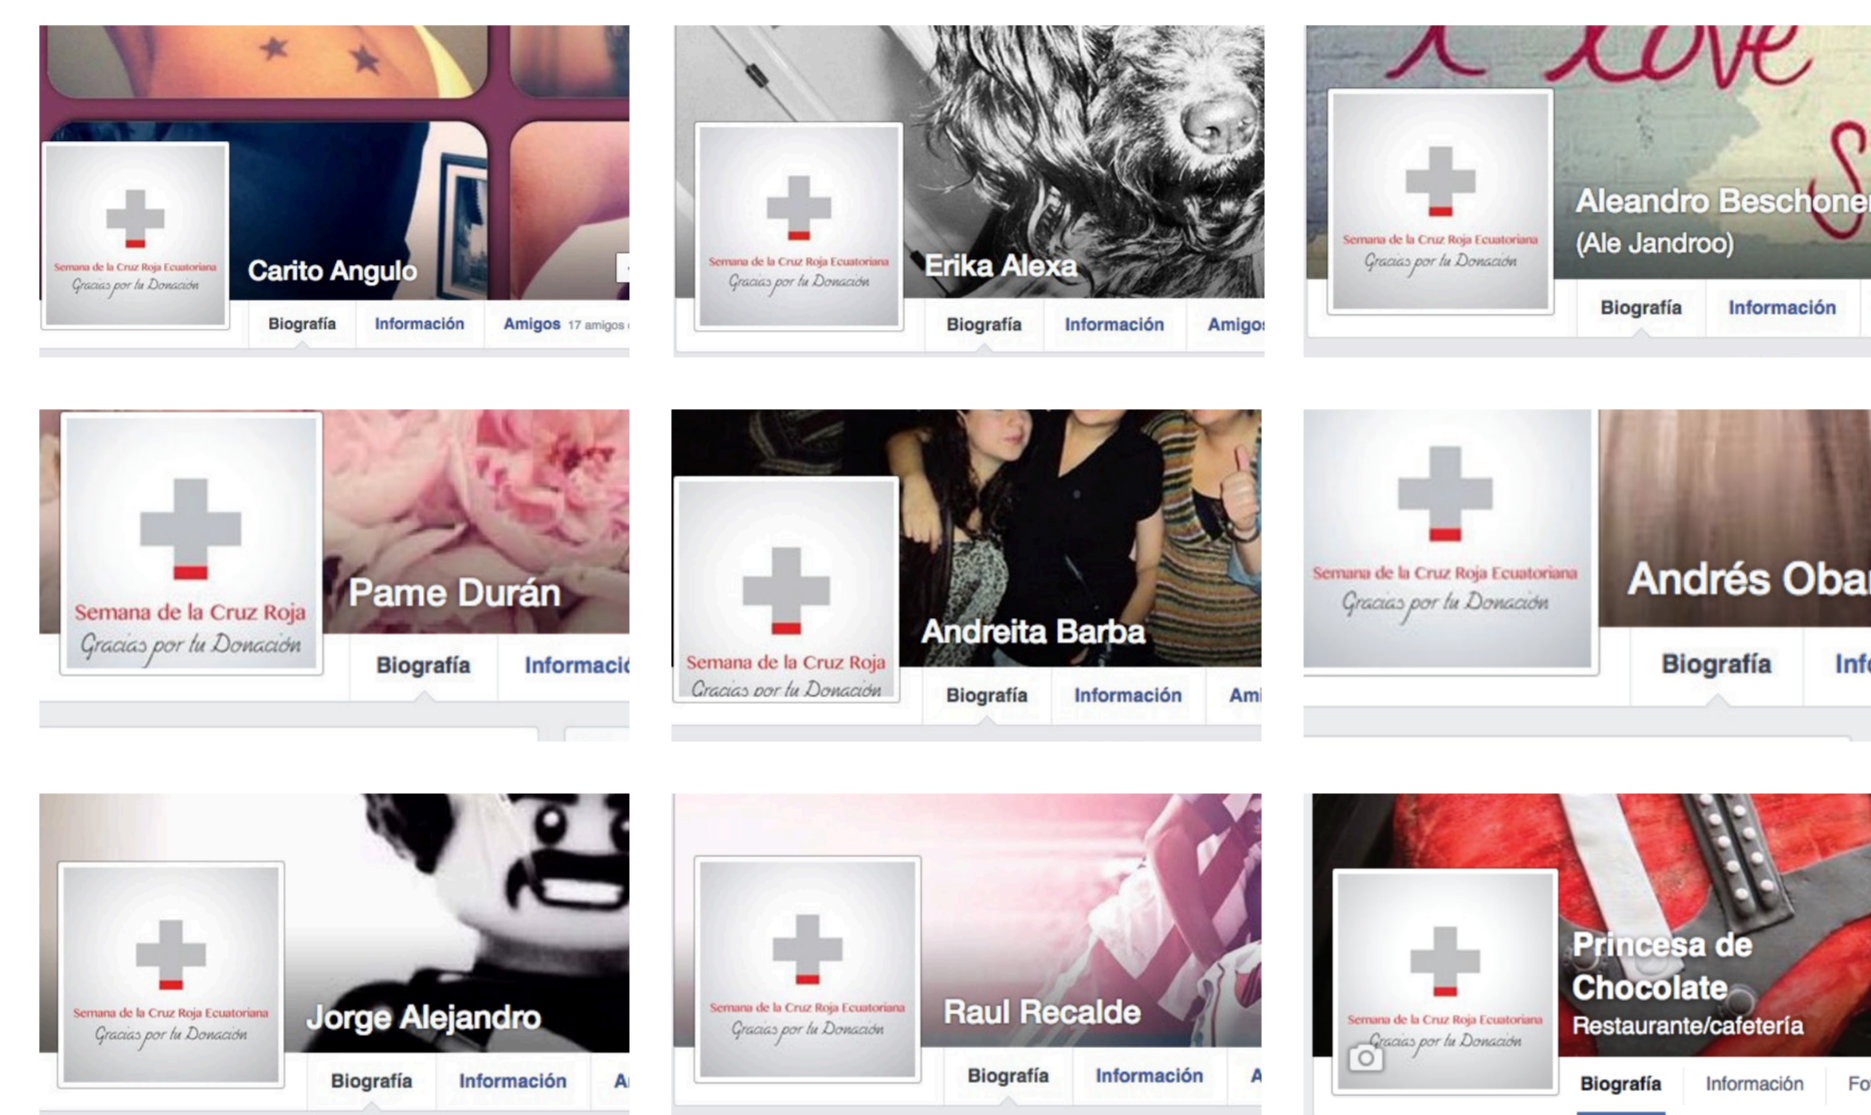 Semana de la Cruz Roja Ecuatoriana
Gracias por tu Donación
Carito Angulo
Biografía Información Amigos 17 amigos
Semana de la Cruz Roja Ecuatoriana
Gracias por tu Donación
Erika Alexa
Biografía Información Amigos
i love
Semana de la Cruz Roja Ecuatoriana
Gracias por tu Donación
Aleandro Beschoner
(Ale Jandroo)
Biografía Información
Semana de la Cruz Roja
Gracias por tu Donación
Pame Durán
Biografía Informació
Semana de la Cruz Roja
Gracias por tu Donación
Andreita Barba
Biografía Información Ami
Semana de la Cruz Roja Ecuatoriana
Gracias por tu Donación
Andrés Oba
Biografía Inf
Semana de la Cruz Roja Ecuatoriana
Gracias por tu Donación
Jorge Alejandro
Biografía Información A
Semana de la Cruz Roja Ecuatoriana
Gracias por tu Donación
Raul Recalde
Biografía Información A
Semana de la Cruz Roja Ecuatoriana
Gracias por tu Donación
Princesa de
Chocolate
Restaurante/cafetería
Biografía Información Fo